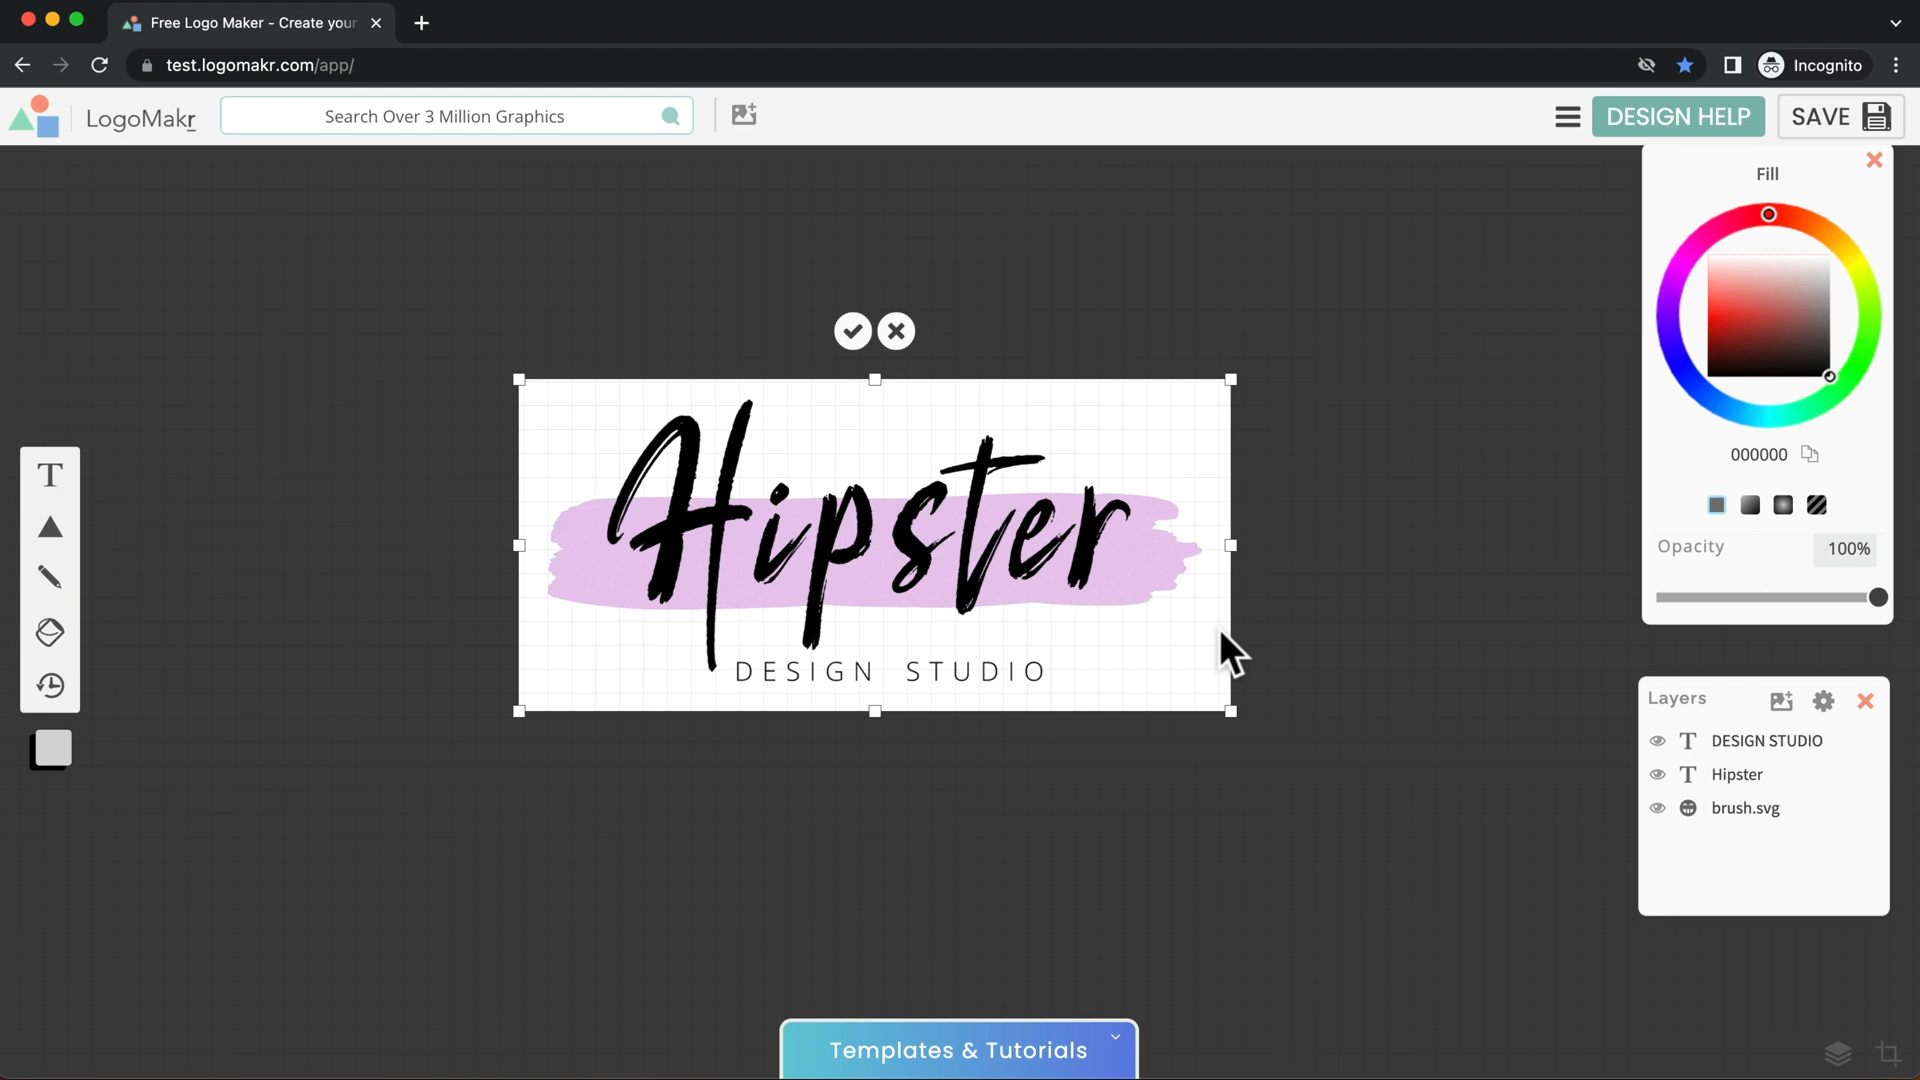 Free Logo Maker - Create your
test.logomakr.com/app/
Incognito
LogoMakr
Search Over 3 Million Graphics
DESIGN HELP
SAVE
Fill
000000
Opacity
100%
Hipster
DESIGN STUDIO
T
Layers
T DESIGN STUDIO
T Hipster
brush.svg
Templates & Tutorials